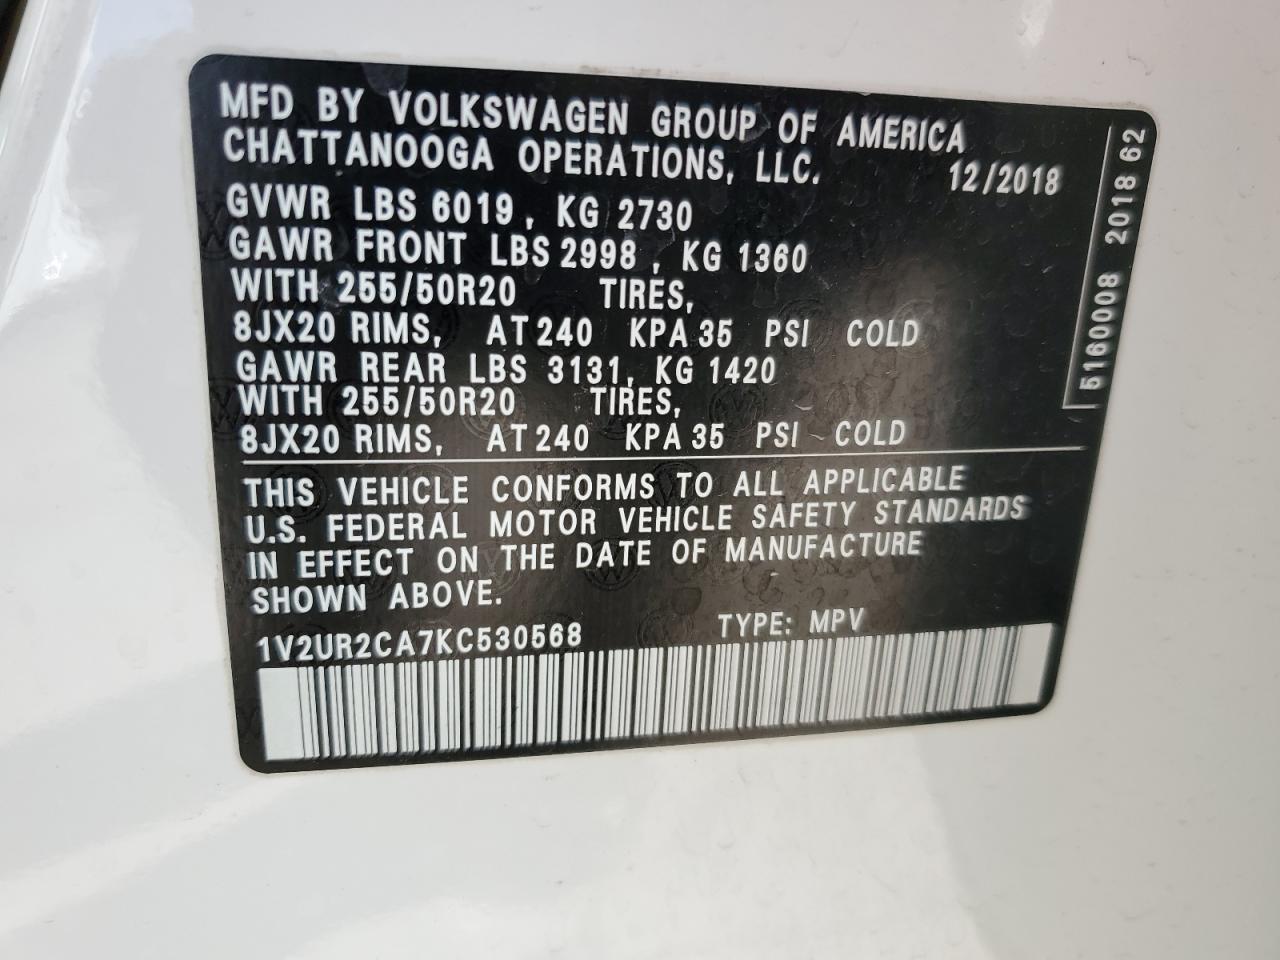 MFD BY VOLKSWAGEN GROUP OF AMERICA
CHATTANOOGA OPERATIONS, LLC. 12/2018
GVWR LBS 6019, KG 2730
GAWR FRONT LBS 2998, KG 1360
WITH 255/50R20 TIRES,
8JX20 RIMS, AT 240 KPA 35 PSI COLD
GAWR REAR LBS 3131, KG 1420
WITH 255/50R20 TIRES,
8JX20 RIMS, AT 240 KPA 35 PSI COLD
THIS VEHICLE CONFORMS TO ALL APPLICABLE
U.S. FEDERAL MOTOR VEHICLE SAFETY STANDARDS
IN EFFECT ON THE DATE OF MANUFACTURE
SHOWN ABOVE.
1V2UR2CA7KC530568 TYPE: MPV
5160008 2018 62